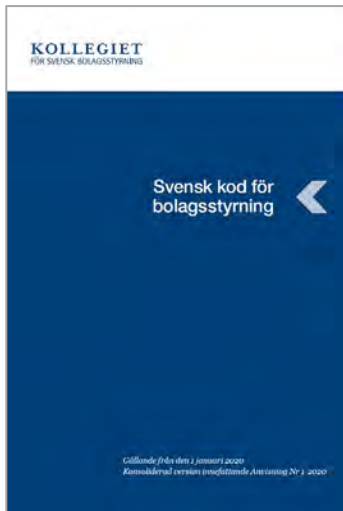 KOLLEGIET
FÖR SVENSK BOLAGSSTYRNING
Svensk kod för
bolagsstyrning
Gällande från den 1 januari 2020
Konsoliderad version innefattande Anvisning Nr 1-2020